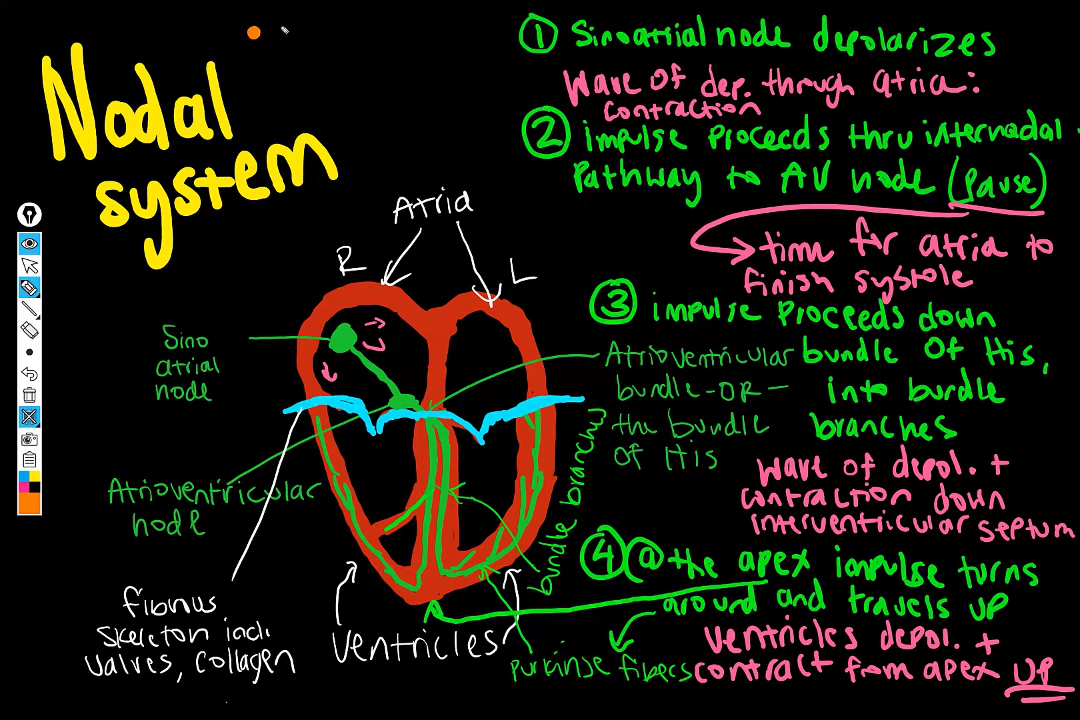 Nodal
system
① Sinoatrial node depolarizes
Wave of dep. through atria:
contraction
② impulse proceeds thru internodal
Pathway to AV node (pause)
time for atria to
finish systole
③ impulse proceeds down
bundle of His,
into bundle
branches
wave of depol. +
contraction down
interventricular septum
④ @ the apex impulse turns
around and travels up
ventricles depol. +
contract from apex up
Atria
R
L
Sino
atrial
node
Atrioventricular
bundle -OR-
the bundle
of His
Atrioventricular
node
bundle branches
fibrous
skeleton incl.
valves, collagen
Ventricles
Purkinse fibers